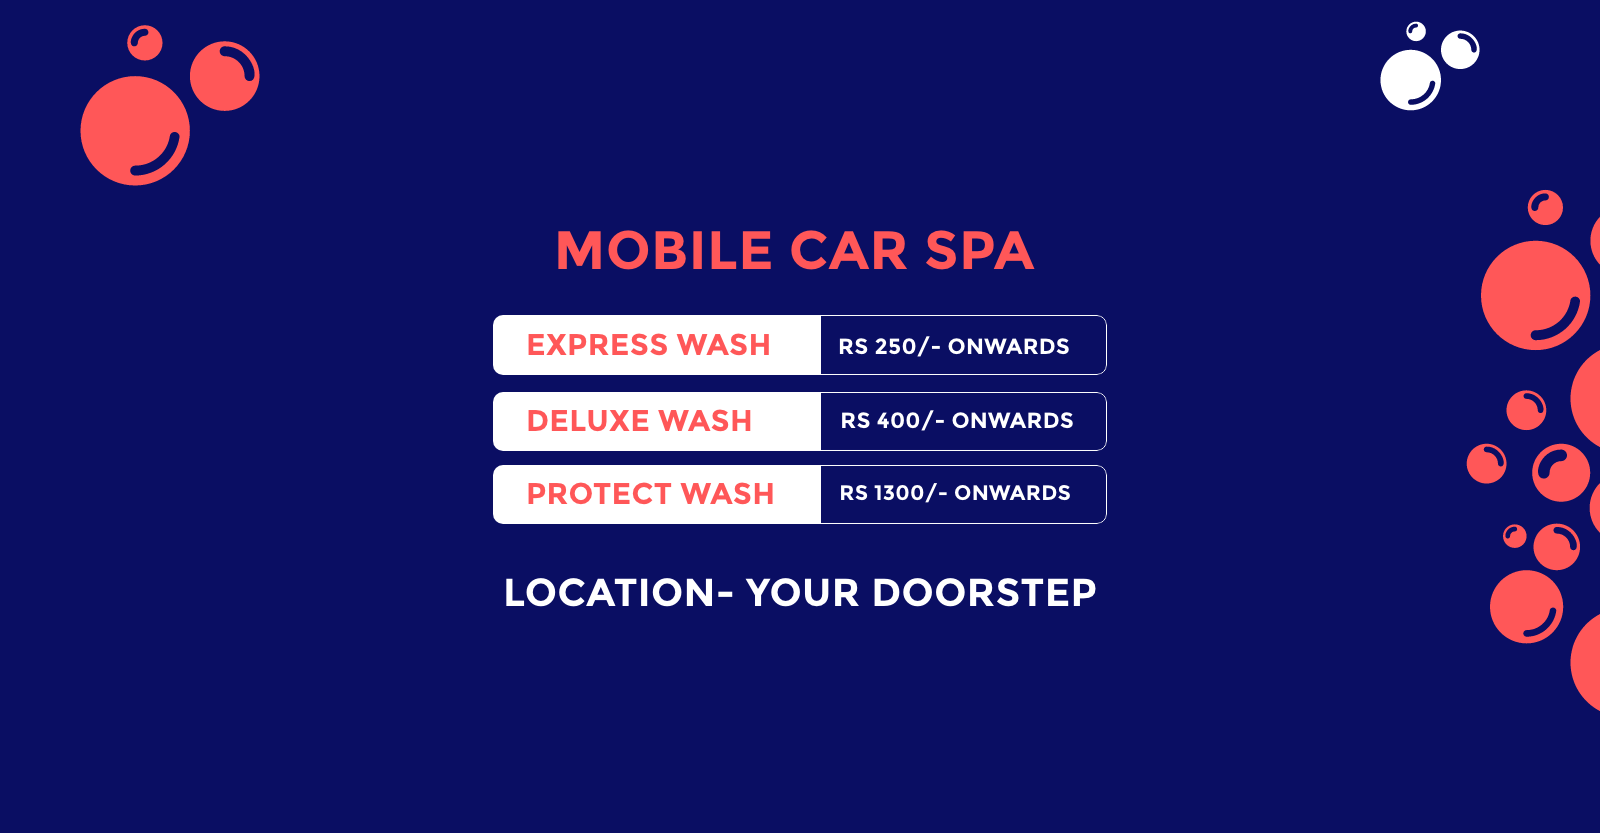 MOBILE CAR SPA
EXPRESS WASH RS 250/- ONWARDS
DELUXE WASH RS 400/- ONWARDS
PROTECT WASH RS 1300/- ONWARDS
LOCATION- YOUR DOORSTEP